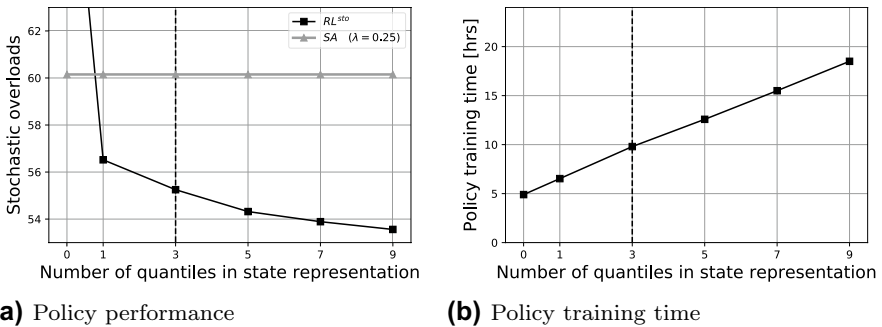 62
60
58
56
54
Stochastic overloads
RL^sto
SA (λ = 0.25)
0 1 3 5 7 9
Number of quantiles in state representation
a) Policy performance
20
15
10
5
0
Policy training time [hrs]
0 1 3 5 7 9
Number of quantiles in state representation
(b) Policy training time